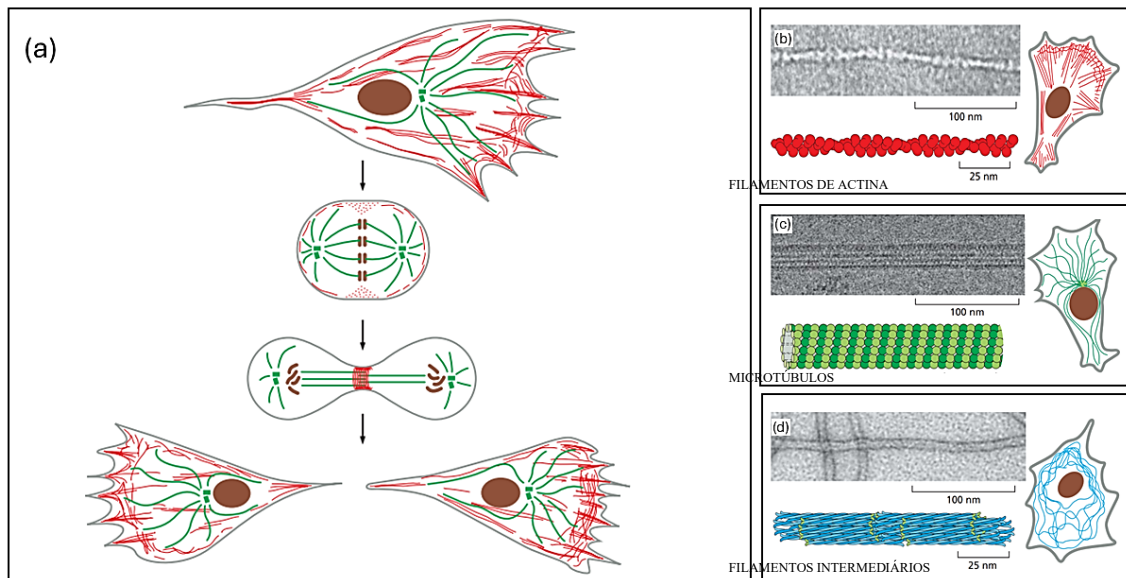 (a)
(b)
100 nm
25 nm
FILAMENTOS DE ACTINA
(c)
100 nm
MICROTÚBULOS
(d)
100 nm
25 nm
FILAMENTOS INTERMEDIÁRIOS